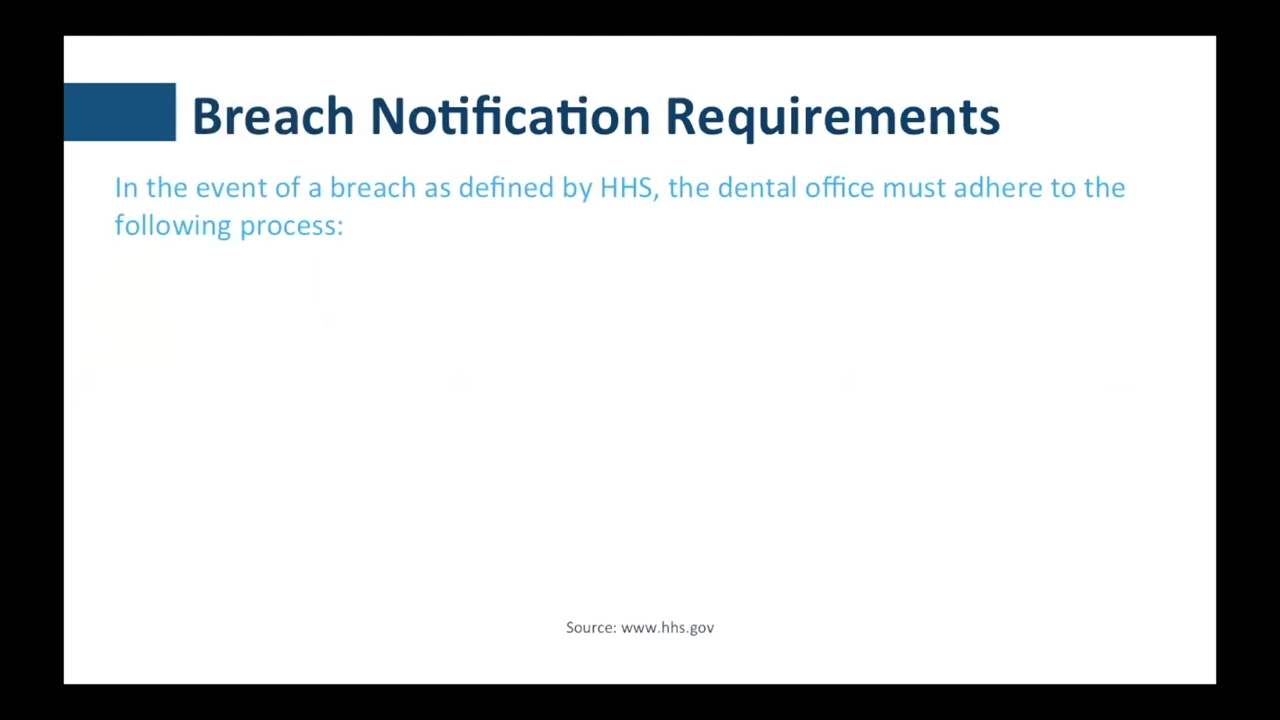 Breach Notification Requirements
In the event of a breach as defined by HHS, the dental office must adhere to the
following process:
Source: www.hhs.gov